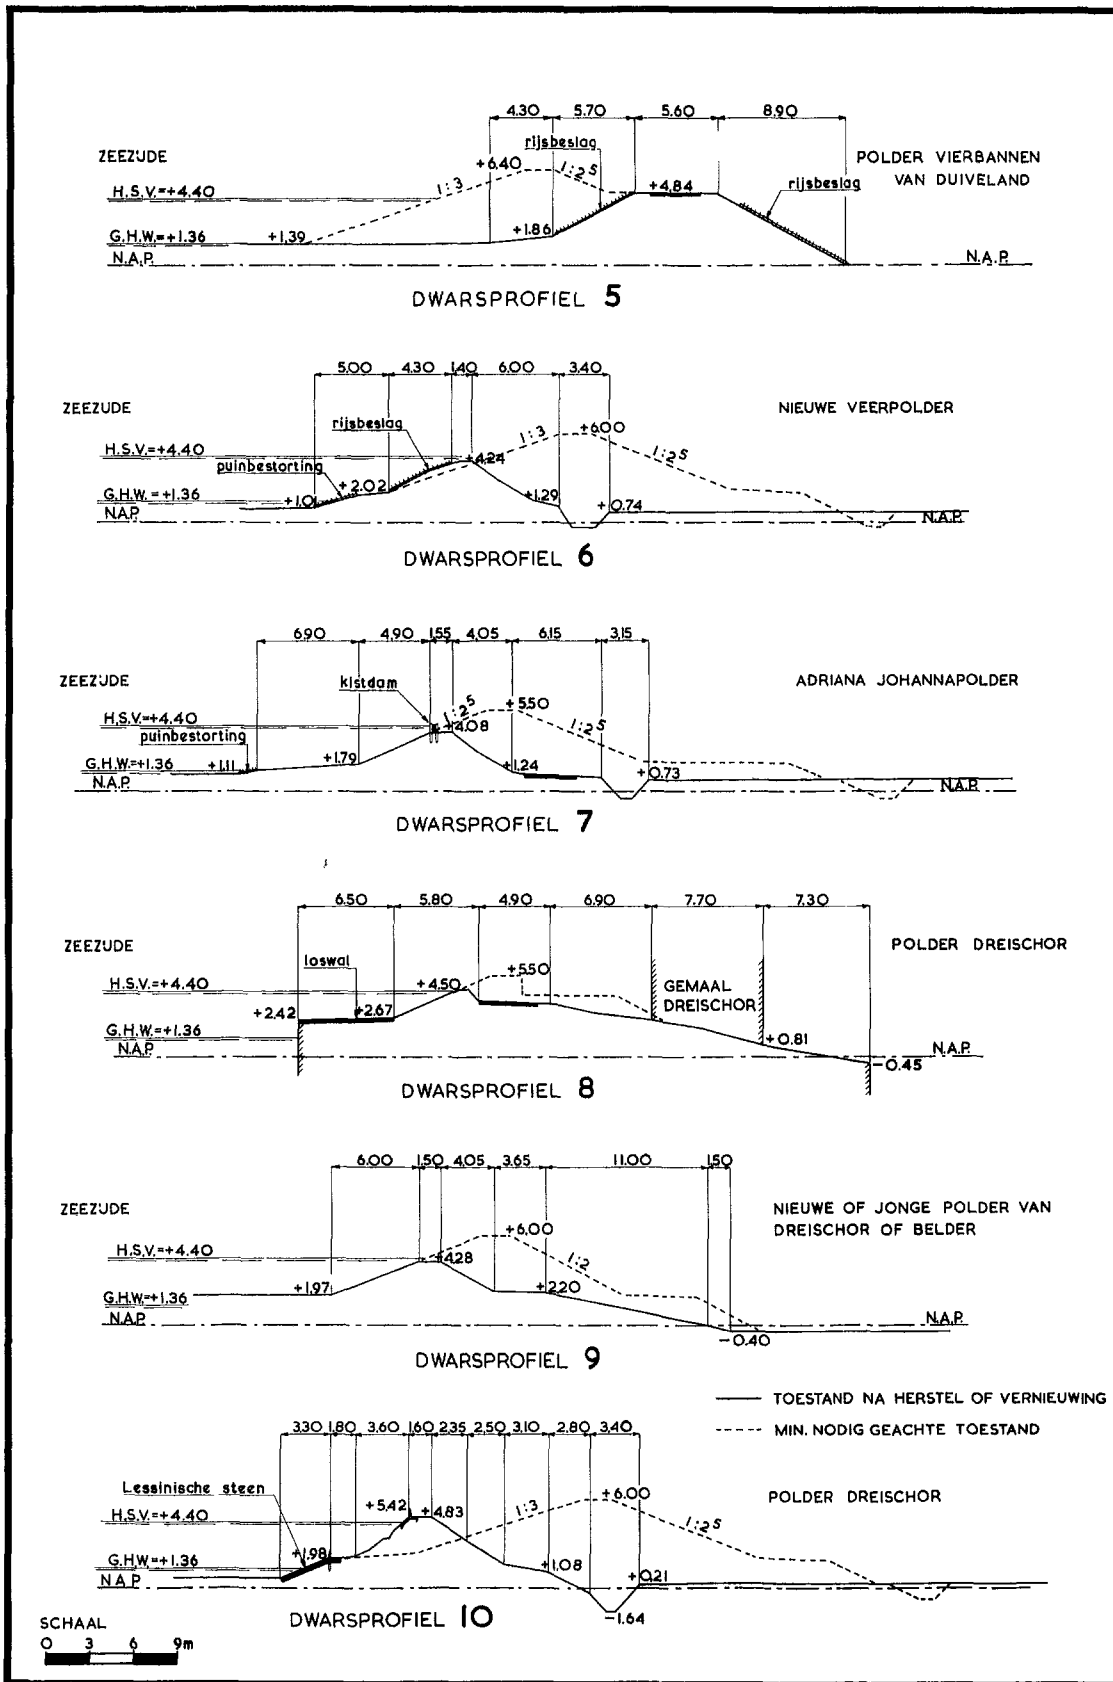 4.30 5.70 5.60 8.90
rijsbeslag
ZEEZIJDE
+6.40
1:3
1:2⁵
POLDER VIERBANNEN
VAN DUIVELAND
H.S.V.=+4.40
+4.84
rijsbeslag
G.H.W.=+1.36
+1.39
+1.86
N.A.P.
N.A.P.
DWARSPROFIEL 5
5.00 4.30 1.40 6.00 3.40
ZEEZIJDE
NIEUWE VEERPOLDER
rijsbeslag
1:3
+6.00
H.S.V.=+4.40
+4.24
1:2⁵
puinbestorting
+2.02
G.H.W.=+1.36
+1.01
+1.29
+0.74
N.A.P.
N.A.P.
DWARSPROFIEL 6
6.90 4.90 1.55 4.05 6.15 3.15
ZEEZIJDE
kistdam
ADRIANA JOHANNAPOLDER
1:2⁵
+5.50
H.S.V.=+4.40
+4.08
1:2⁵
puinbestorting
G.H.W.=+1.36
+1.11
+1.79
+1.24
+0.73
N.A.P.
N.A.P.
DWARSPROFIEL 7
6.50 5.80 4.90 6.90 7.70 7.30
ZEEZIJDE
POLDER DREISCHOR
loswal
+5.50
H.S.V.=+4.40
+4.50
GEMAAL
DREISCHOR
+2.42
+2.67
G.H.W.=+1.36
+0.81
N.A.P.
N.A.P.
-0.45
DWARSPROFIEL 8
6.00 1.50 4.05 3.65 11.00 1.50
ZEEZIJDE
NIEUWE OF JONGE POLDER VAN
DREISCHOR OF BELDER
+6.00
H.S.V.=+4.40
+4.28
1:2
+1.97
+2.20
G.H.W.=+1.36
N.A.P.
N.A.P.
-0.40
DWARSPROFIEL 9
TOESTAND NA HERSTEL OF VERNIEUWING
MIN. NODIG GEACHTE TOESTAND
3.30 1.80 3.60 1.60 2.35 2.50 3.10 2.80 3.40
Lessinische steen
+5.42
+4.83
1:3
+6.00
POLDER DREISCHOR
H.S.V.=+4.40
1:2⁵
+1.98
G.H.W.=+1.36
+1.08
+0.21
N.A.P.
-1.64
DWARSPROFIEL 10
SCHAAL
0 3 6 9m